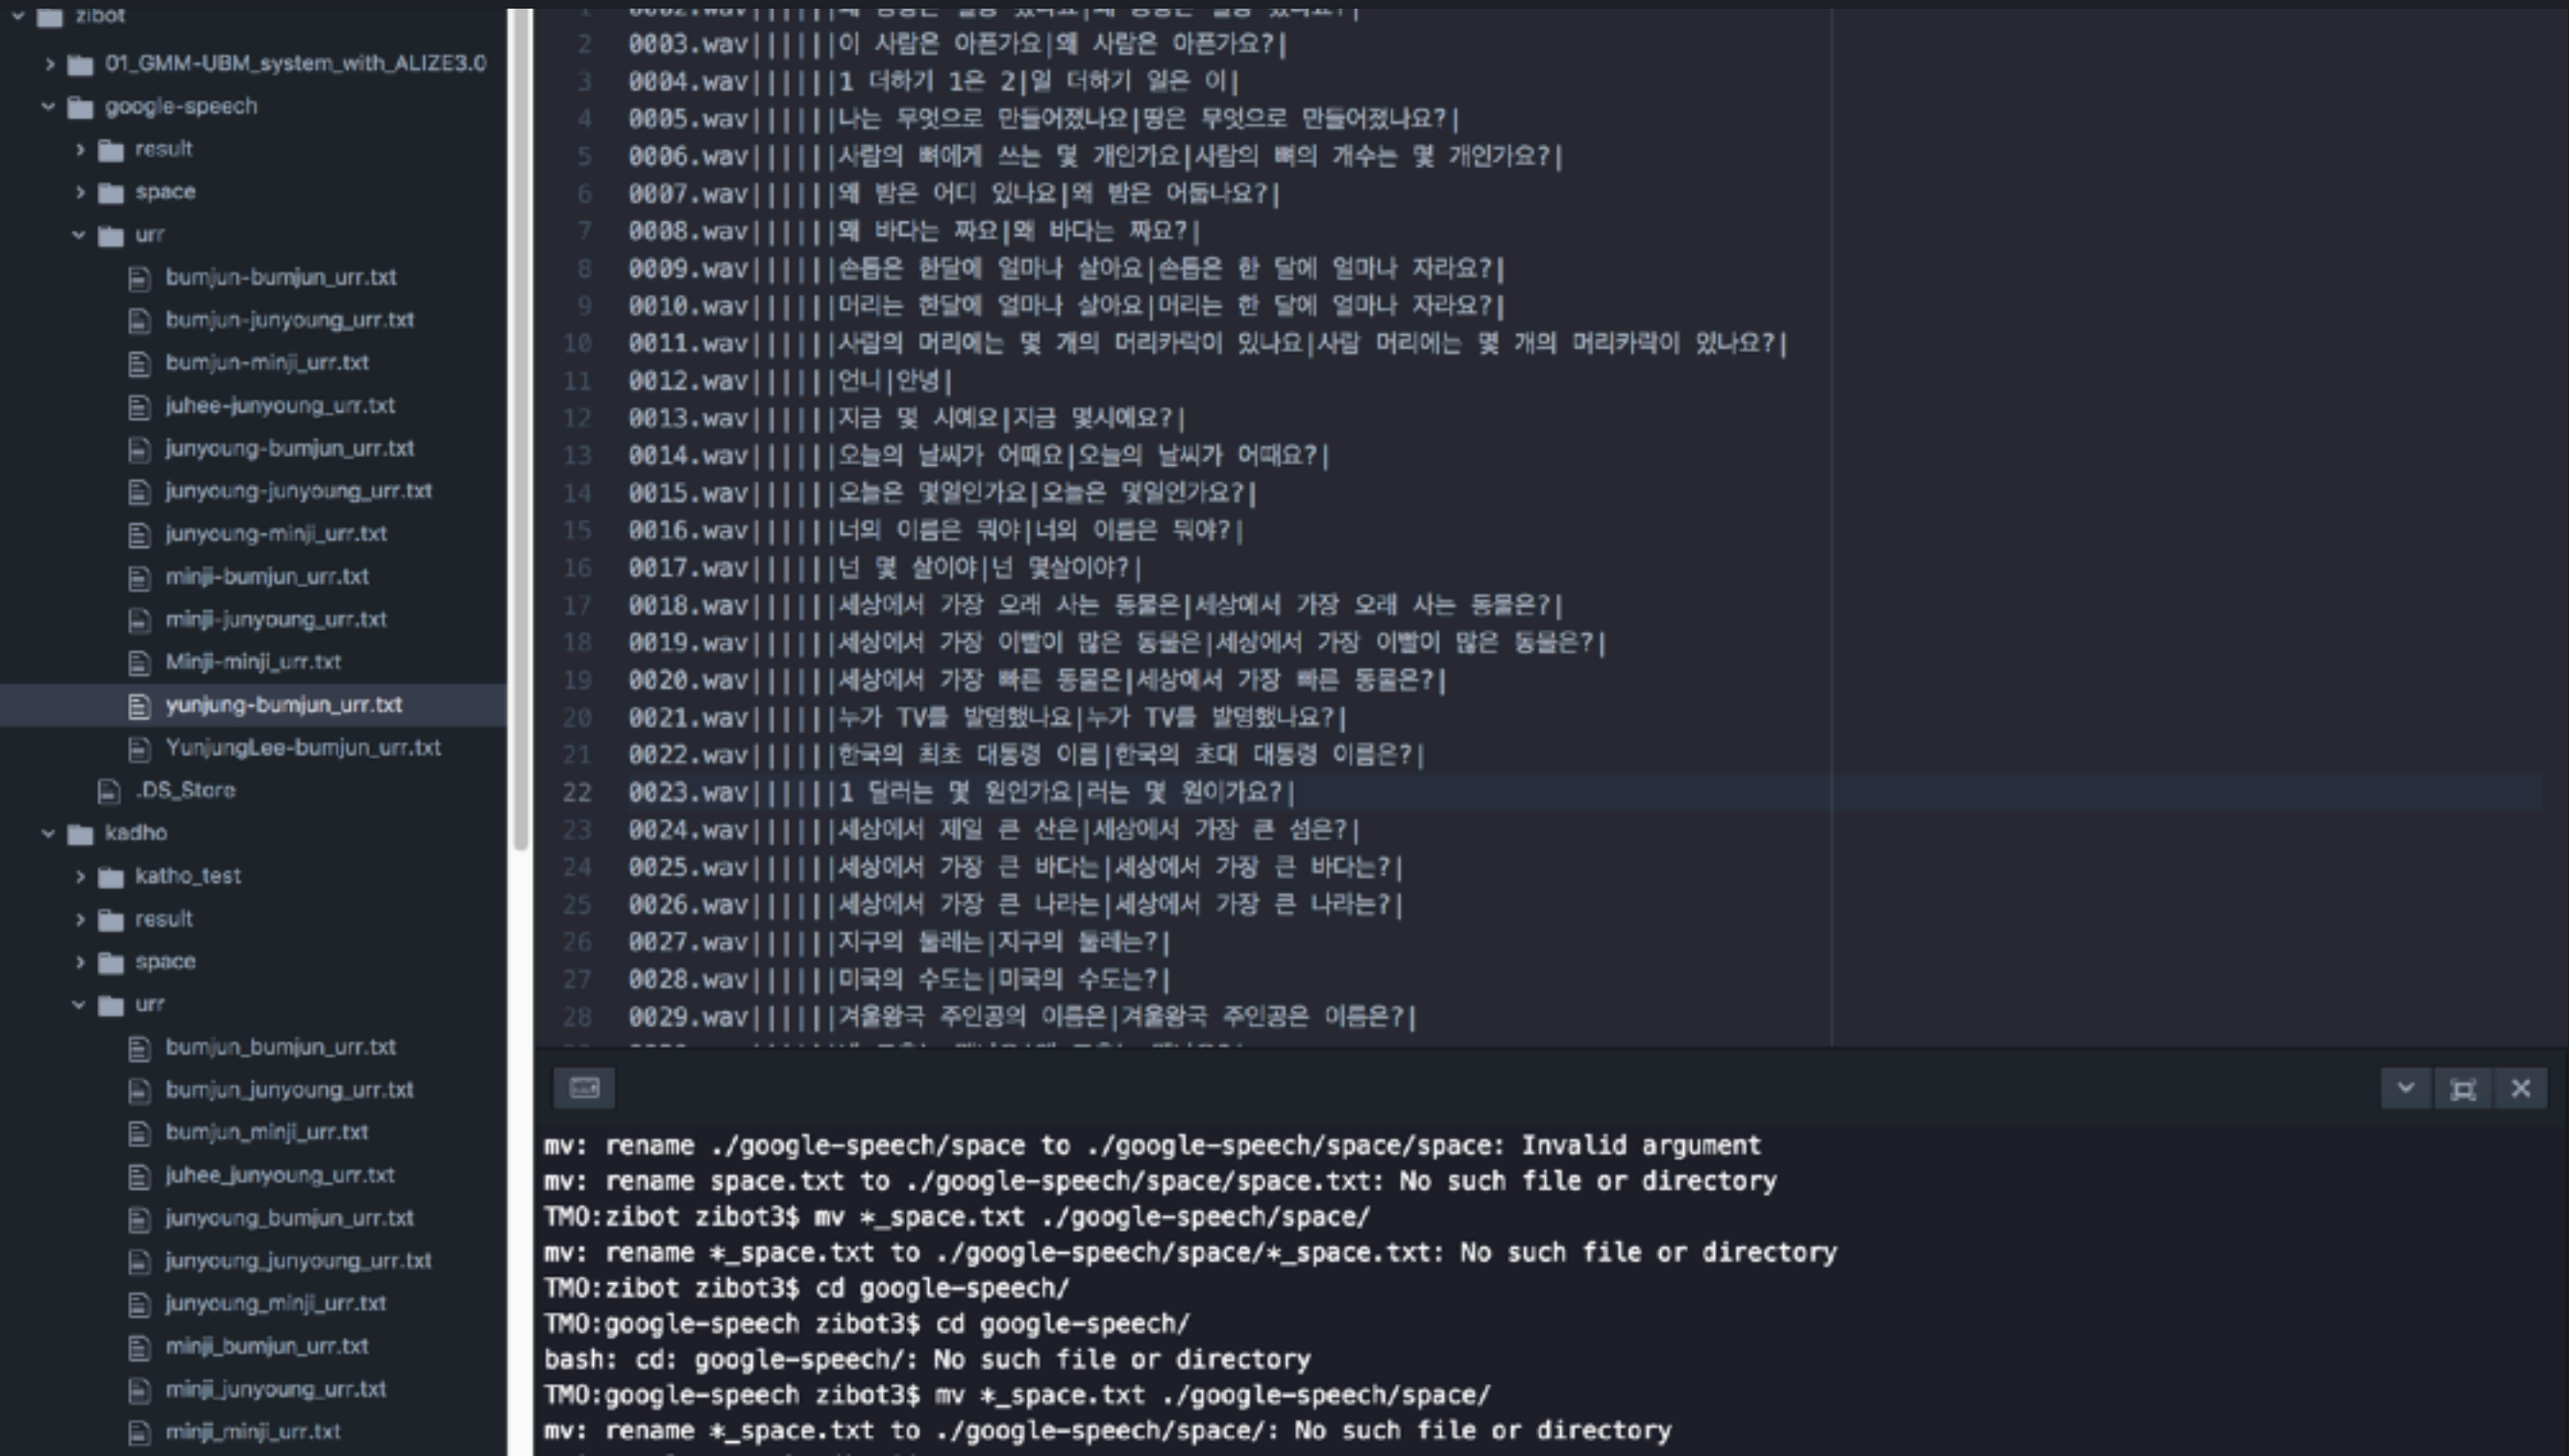 zibot
01_GMM-UBM_system_with_ALIZE3.0
google-speech
result
space
urr
bumjun-bumjun_urr.txt
bumjun-junyoung_urr.txt
bumjun-minji_urr.txt
juhee-junyoung_urr.txt
junyoung-bumjun_urr.txt
junyoung-junyoung_urr.txt
junyoung-minji_urr.txt
minji-bumjun_urr.txt
minji-junyoung_urr.txt
Minji-minji_urr.txt
yunjung-bumjun_urr.txt
YunjungLee-bumjun_urr.txt
.DS_Store
kadho
katho_test
result
space
urr
bumjun_bumjun_urr.txt
bumjun_junyoung_urr.txt
bumjun_minji_urr.txt
juhee_junyoung_urr.txt
junyoung_bumjun_urr.txt
junyoung_junyoung_urr.txt
junyoung_minji_urr.txt
minji_bumjun_urr.txt
minji_junyoung_urr.txt
minji_minji_urr.txt
2 0003.wav||||||이 사람은 아픈가요|왜 사람은 아픈가요?|
3 0004.wav||||||1 더하기 1은 2|일 더하기 일은 이|
4 0005.wav||||||나는 무엇으로 만들어졌나요|땅은 무엇으로 만들어졌나요?|
5 0006.wav||||||사람의 뼈에게 쓰는 몇 개인가요|사람의 뼈의 개수는 몇 개인가요?|
6 0007.wav||||||왜 밤은 어디 있나요|왜 밤은 어둡나요?|
7 0008.wav||||||왜 바다는 짜요|왜 바다는 짜요?|
8 0009.wav||||||손톱은 한달에 얼마나 살아요|손톱은 한 달에 얼마나 자라요?|
9 0010.wav||||||머리는 한달에 얼마나 살아요|머리는 한 달에 얼마나 자라요?|
10 0011.wav||||||사람의 머리에는 몇 개의 머리카락이 있나요|사람 머리에는 몇 개의 머리카락이 있나요?|
11 0012.wav||||||언니|안녕|
12 0013.wav||||||지금 몇 시예요|지금 몇시예요?|
13 0014.wav||||||오늘의 날씨가 어때요|오늘의 날씨가 어때요?|
14 0015.wav||||||오늘은 몇일인가요|오늘은 몇일인가요?|
15 0016.wav||||||너의 이름은 뭐야|너의 이름은 뭐야?|
16 0017.wav||||||넌 몇 살이야|넌 몇살이야?|
17 0018.wav||||||세상에서 가장 오래 사는 동물은|세상에서 가장 오래 사는 동물은?|
18 0019.wav||||||세상에서 가장 이빨이 많은 동물은|세상에서 가장 이빨이 많은 동물은?|
19 0020.wav||||||세상에서 가장 빠른 동물은|세상에서 가장 빠른 동물은?|
20 0021.wav||||||누가 TV를 발명했나요|누가 TV를 발명했나요?|
21 0022.wav||||||한국의 최초 대통령 이름|한국의 초대 대통령 이름은?|
22 0023.wav||||||1 달러는 몇 원인가요|러는 몇 원이가요?|
23 0024.wav||||||세상에서 제일 큰 산은|세상에서 가장 큰 섬은?|
24 0025.wav||||||세상에서 가장 큰 바다는|세상에서 가장 큰 바다는?|
25 0026.wav||||||세상에서 가장 큰 나라는|세상에서 가장 큰 나라는?|
26 0027.wav||||||지구의 둘레는|지구의 둘레는?|
27 0028.wav||||||미국의 수도는|미국의 수도는?|
28 0029.wav||||||겨울왕국 주인공의 이름은|겨울왕국 주인공은 이름은?|
mv: rename ./google-speech/space to ./google-speech/space/space: Invalid argument
mv: rename space.txt to ./google-speech/space/space.txt: No such file or directory
TMO:zibot zibot3$ mv *_space.txt ./google-speech/space/
mv: rename *_space.txt to ./google-speech/space/*_space.txt: No such file or directory
TMO:zibot zibot3$ cd google-speech/
TMO:google-speech zibot3$ cd google-speech/
bash: cd: google-speech/: No such file or directory
TMO:google-speech zibot3$ mv *_space.txt ./google-speech/space/
mv: rename *_space.txt to ./google-speech/space/: No such file or directory